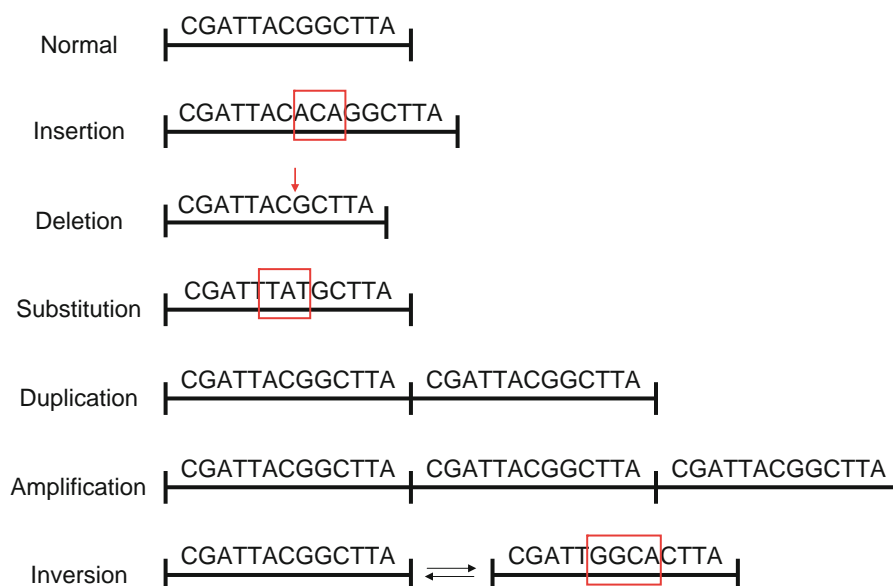 Normal CGATTACGGCTTA
Insertion CGATTACACAGGCTTA
Deletion CGATTACGCTTA
Substitution CGATTTATGCTTA
Duplication CGATTACGGCTTA CGATTACGGCTTA
Amplification CGATTACGGCTTA CGATTACGGCTTA CGATTACGGCTTA
Inversion CGATTACGGCTTA CGATTGGCACTTA